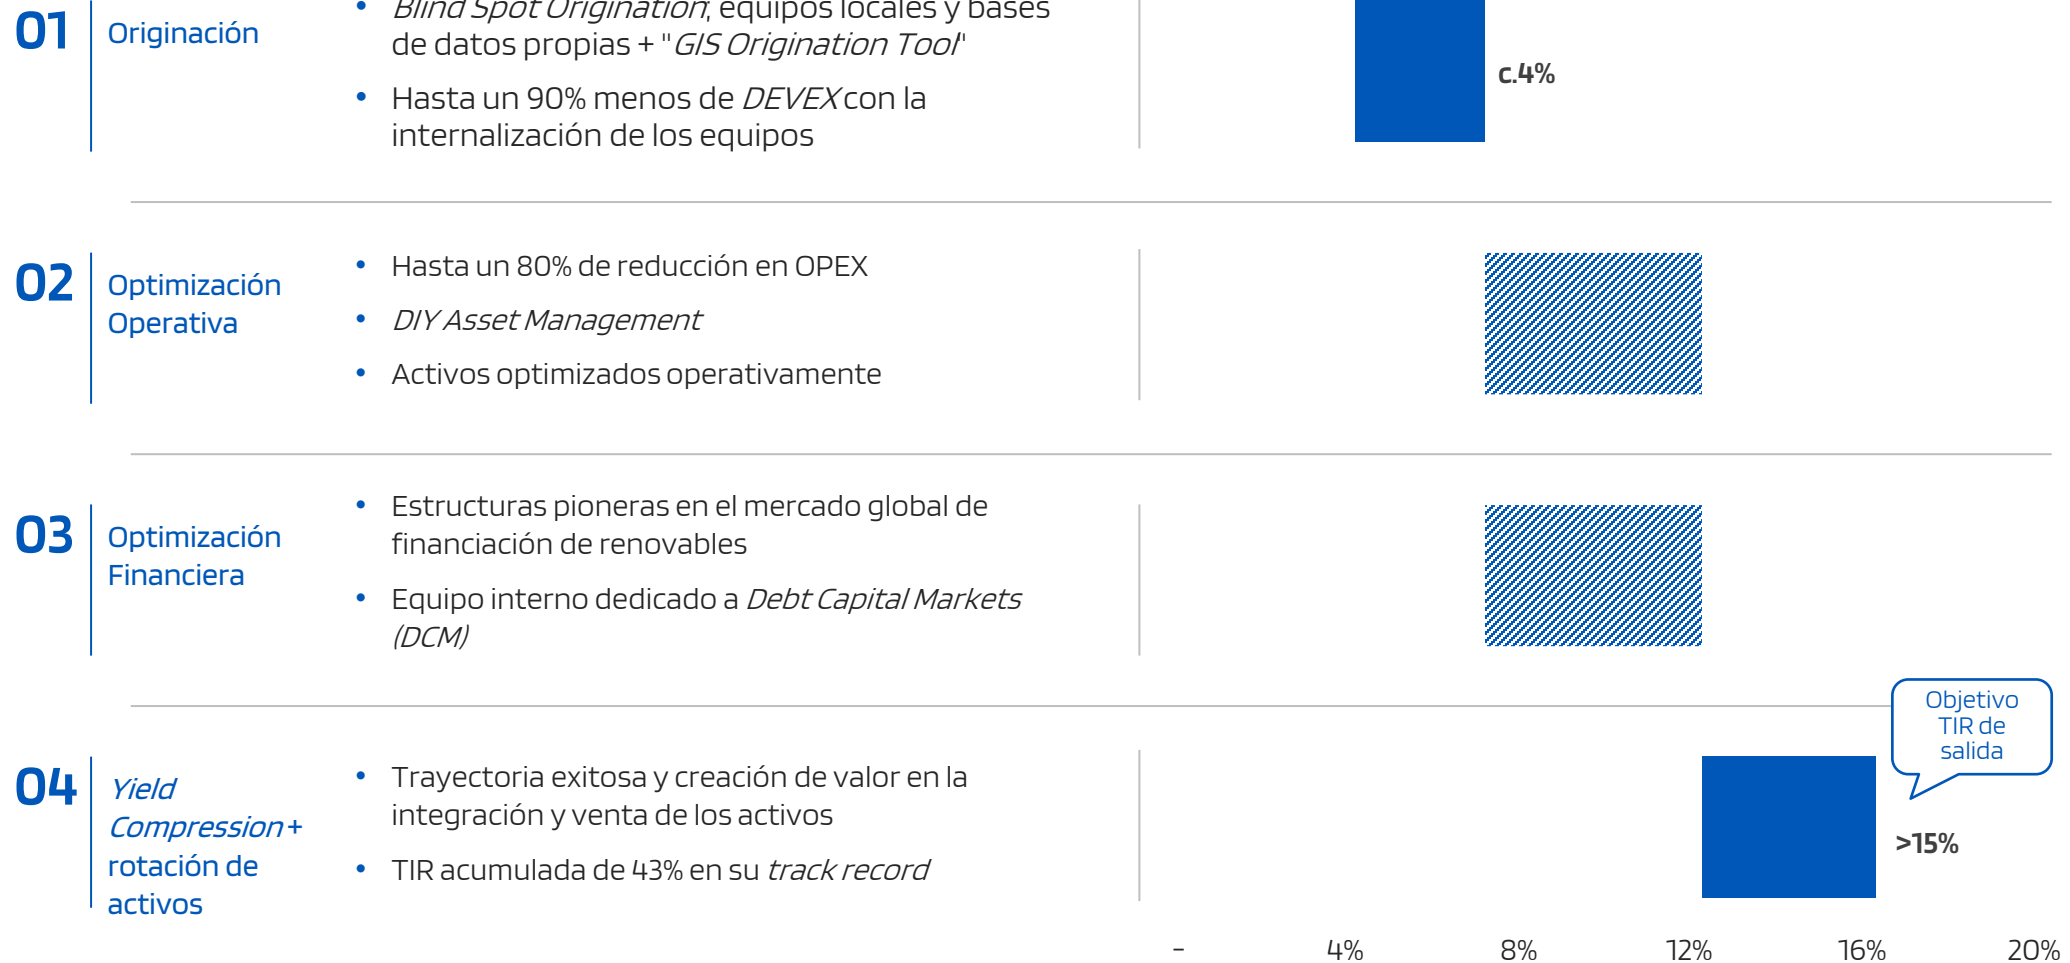 01
Originación
• Blind Spot Origination; equipos locales y bases
de datos propias + "GIS Origination Tool"
• Hasta un 90% menos de DEVEX con la
internalización de los equipos
c.4%
02
Optimización
Operativa
• Hasta un 80% de reducción en OPEX
• DIY Asset Management
• Activos optimizados operativamente
03
Optimización
Financiera
• Estructuras pioneras en el mercado global de
financiación de renovables
• Equipo interno dedicado a Debt Capital Markets
(DCM)
04
Yield
Compression +
rotación de
activos
• Trayectoria exitosa y creación de valor en la
integración y venta de los activos
• TIR acumulada de 43% en su track record
Objetivo
TIR de
salida
>15%
– 4% 8% 12% 16% 20%